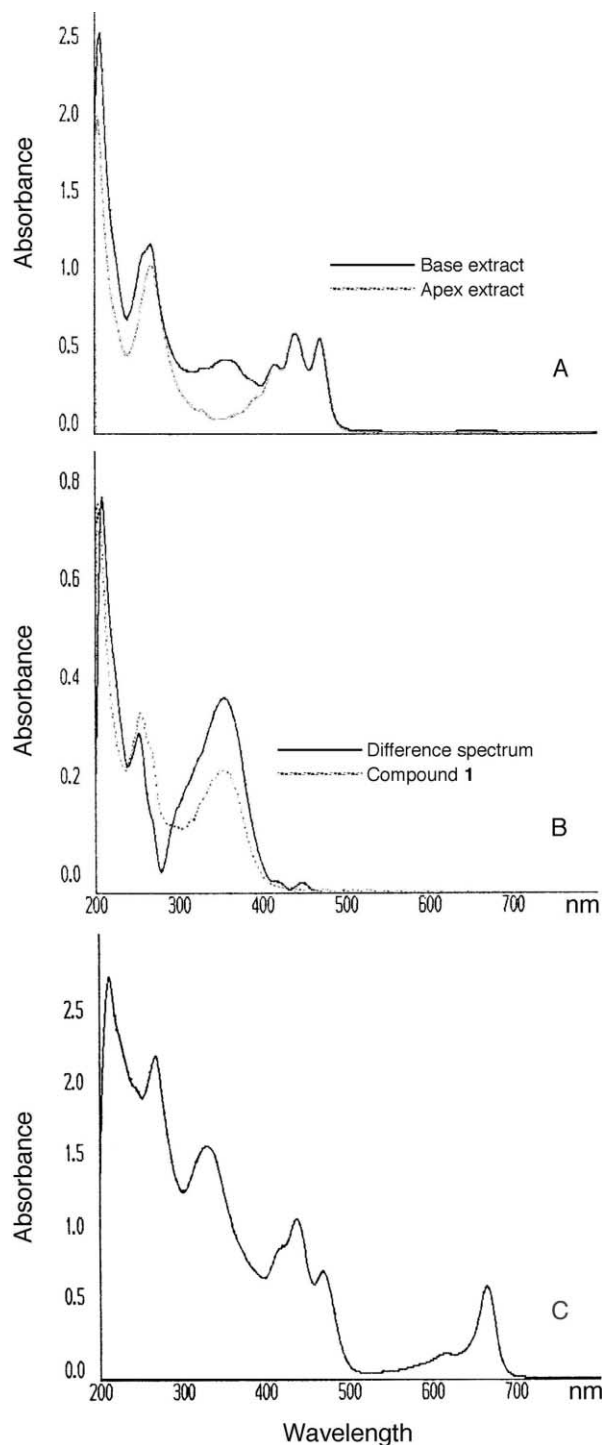 2.5
2.0
1.5
1.0
0.5
0.0
Absorbance
Base extract
Apex extract
A
0.8
0.6
0.4
0.2
0.0
Absorbance
Difference spectrum
Compound 1
B
200 300 400 500 600 700 nm
2.5
2.0
1.5
1.0
0.5
0.0
Absorbance
C
200 300 400 500 600 700 nm
Wavelength